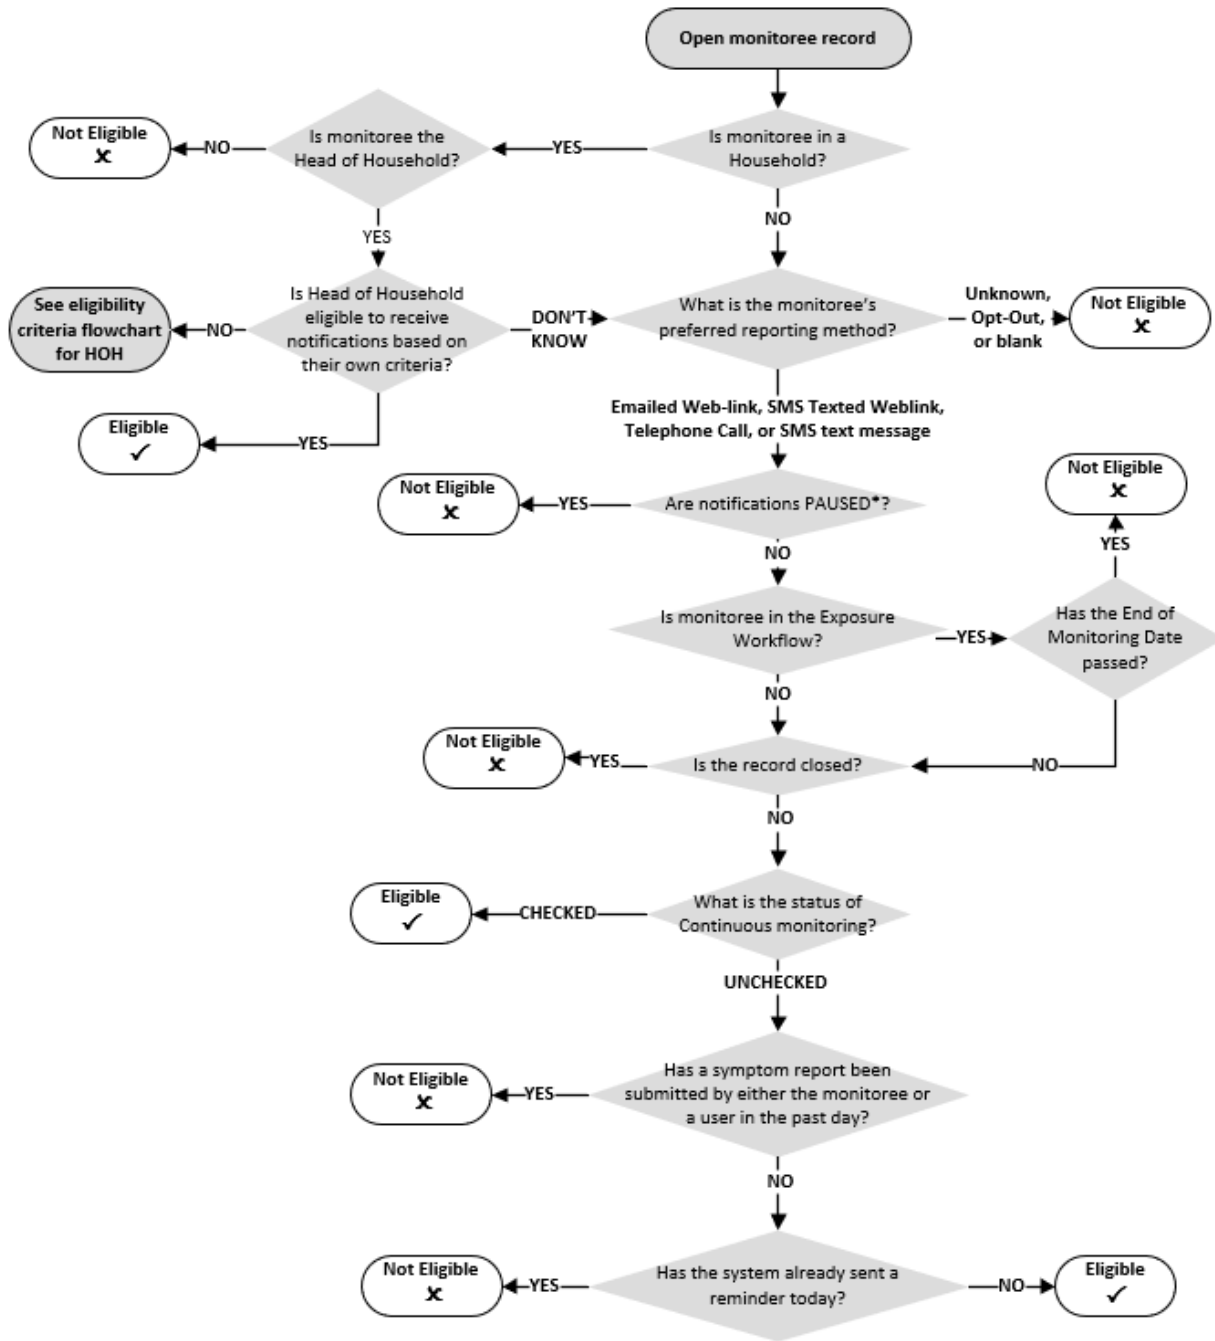 Open monitoree record
Not Eligible
✗
NO
Is monitoree the
Head of Household?
YES
Is monitoree in a
Household?
YES
NO
See eligibility
criteria flowchart
for HOH
NO
Is Head of Household
eligible to receive
notifications based on
their own criteria?
DON'T
KNOW
What is the monitoree's
preferred reporting method?
Unknown,
Opt-Out,
or blank
Not Eligible
✗
Eligible
✓
YES
Emailed Web-link, SMS Texted Weblink,
Telephone Call, or SMS text message
Not Eligible
✗
YES
Are notifications PAUSED*?
Not Eligible
✗
NO
YES
Is monitoree in the Exposure
Workflow?
YES
Has the End of
Monitoring Date
passed?
NO
Not Eligible
✗
YES
Is the record closed?
NO
NO
Eligible
✓
CHECKED
What is the status of
Continuous monitoring?
UNCHECKED
Not Eligible
✗
YES
Has a symptom report been
submitted by either the monitoree or
a user in the past day?
NO
Not Eligible
✗
YES
Has the system already sent a
reminder today?
NO
Eligible
✓